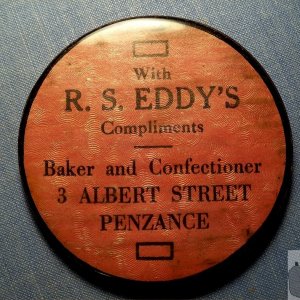 With
R. S. EDDY'S
Compliments
Baker and Confectioner
3 ALBERT STREET
PENZANCE